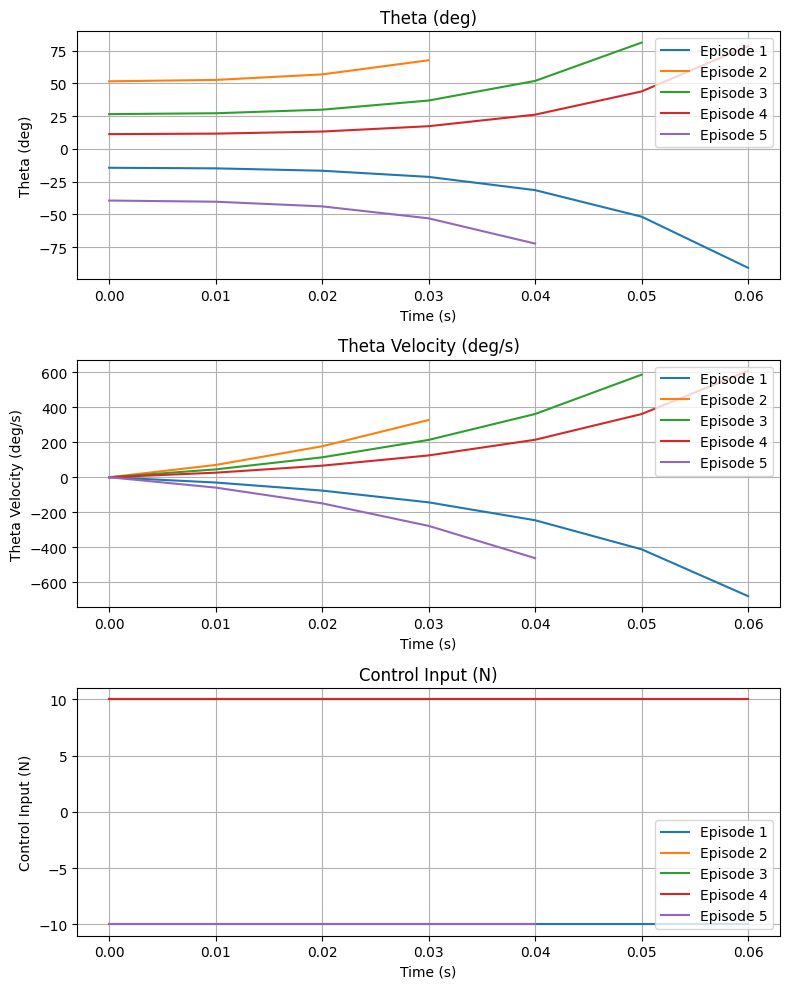 Theta (deg)
Theta (deg)
75
50
25
0
−25
−50
−75
Episode 1
Episode 2
Episode 3
Episode 4
Episode 5
0.00 0.01 0.02 0.03 0.04 0.05 0.06
Time (s)
Theta Velocity (deg/s)
Theta Velocity (deg/s)
600
400
200
0
−200
−400
−600
Episode 1
Episode 2
Episode 3
Episode 4
Episode 5
0.00 0.01 0.02 0.03 0.04 0.05 0.06
Time (s)
Control Input (N)
Control Input (N)
10
5
0
−5
−10
Episode 1
Episode 2
Episode 3
Episode 4
Episode 5
0.00 0.01 0.02 0.03 0.04 0.05 0.06
Time (s)